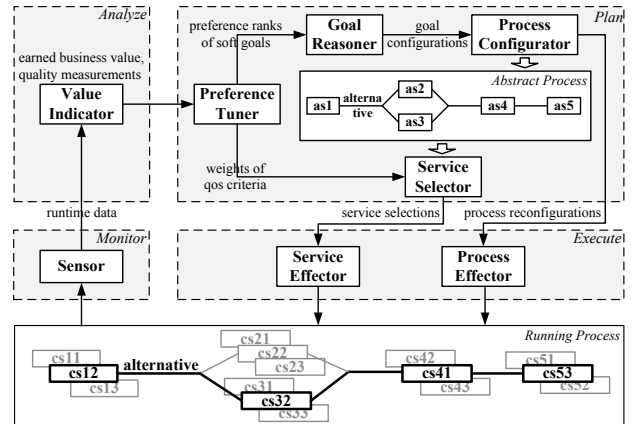 Analyze
earned business value,
quality measurements
Value
Indicator
runtime data
Monitor
Sensor
Plan
preference ranks
of soft goals
Goal
Reasoner
goal
configurations
Process
Configurator
Preference
Tuner
Abstract Process
as1
alterna
tive
as2
as3
as4
as5
weights of
qos criteria
Service
Selector
service selections
process reconfigurations
Execute
Service
Effector
Process
Effector
Running Process
cs11
cs12
cs13
alternative
cs21
cs22
cs23
cs31
cs32
cs33
cs42
cs41
cs43
cs51
cs53
cs52